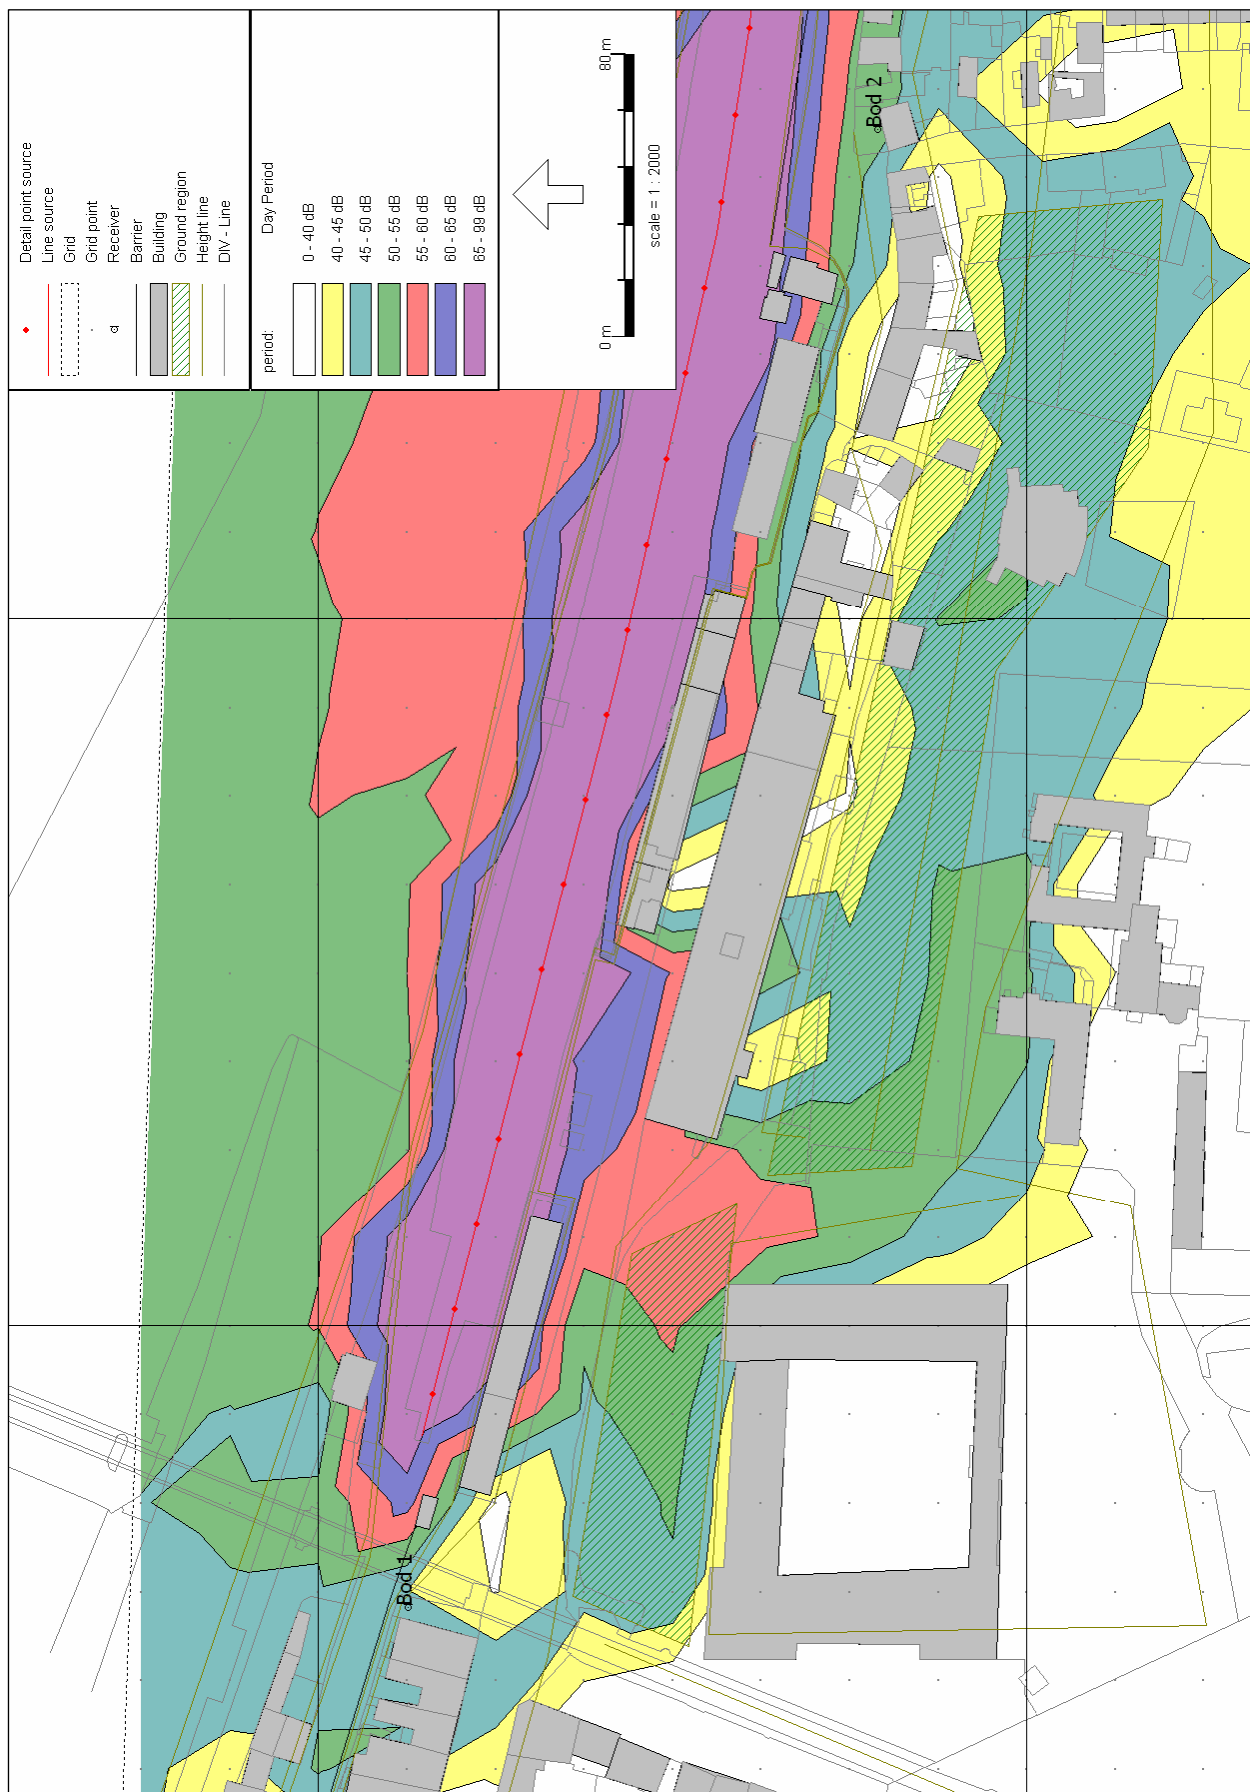 Detail point source
Line source
Grid
Grid point
Receiver
Barrier
Building
Ground region
Height line
DIV - Line
period: Day Period
0 - 40 dB
40 - 45 dB
45 - 50 dB
50 - 55 dB
55 - 60 dB
60 - 65 dB
65 - 99 dB
0 m 80 m
scale = 1 : 2000
Bod 1
Bod 2